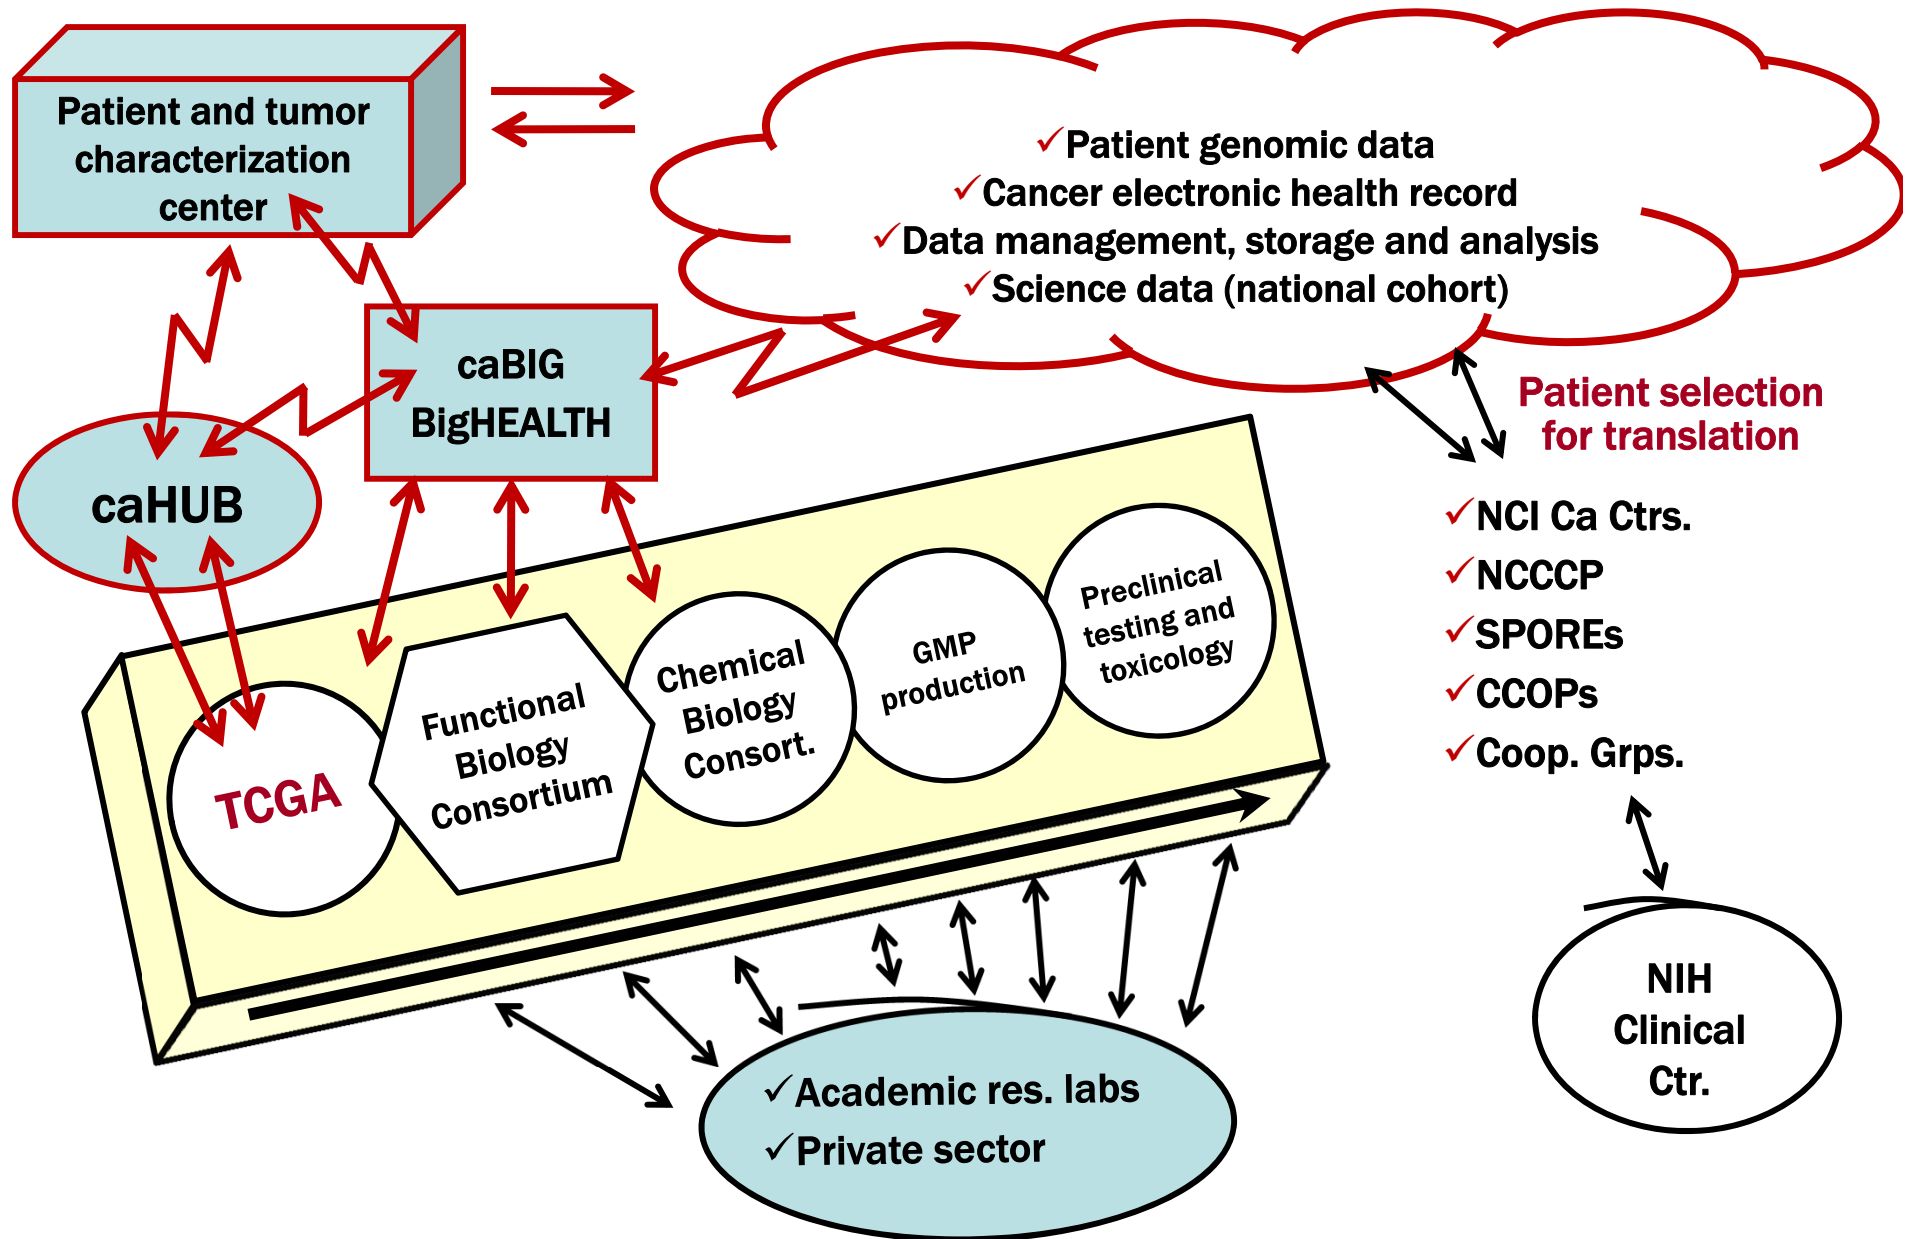 Patient and tumor
characterization
center
✓Patient genomic data
✓Cancer electronic health record
✓Data management, storage and analysis
✓Science data (national cohort)
caBIG
BigHEALTH
caHUB
Patient selection
for translation
✓NCI Ca Ctrs.
✓NCCCP
✓SPOREs
✓CCOPs
✓Coop. Grps.
TCGA
Functional
Biology
Consortium
Chemical
Biology
Consort.
GMP
production
Preclinical
testing and
toxicology
NIH
Clinical
Ctr.
✓Academic res. labs
✓Private sector